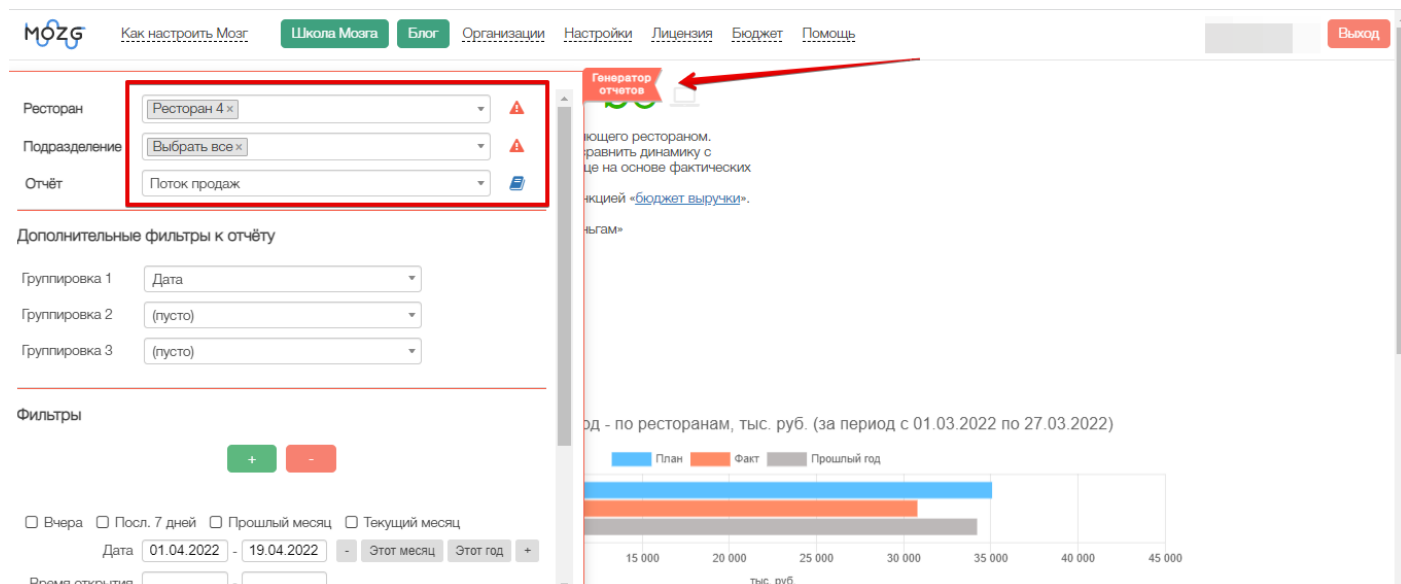 MOZG Как настроить Мозг Школа Мозга Блог Организации Настройки Лицензия Бюджет Помощь Выход
Генератор
отчетов
Ресторан Ресторан 4 ×
Подразделение Выбрать все ×
Отчёт Поток продаж
Дополнительные фильтры к отчёту
Группировка 1 Дата
Группировка 2 (пусто)
Группировка 3 (пусто)
Фильтры
+ -
Вчера Посл. 7 дней Прошлый месяц Текущий месяц
Дата 01.04.2022 - 19.04.2022 - Этот месяц Этот год +
Время открытия -
ющего рестораном.
сравнить динамику с
це на основе фактических
нкцией «бюджет выручки».
ньгам»
од - по ресторанам, тыс. руб. (за период с 01.03.2022 по 27.03.2022)
План Факт Прошлый год
15 000 20 000 25 000 30 000 35 000 40 000 45 000
тыс. руб.